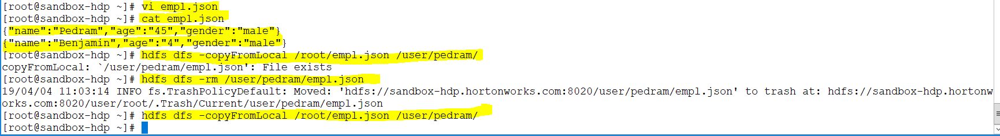 [root@sandbox-hdp ~]# vi empl.json
[root@sandbox-hdp ~]# cat empl.json
{"name":"Pedram","age":"45","gender":"male"}
{"name":"Benjamin","age":"4","gender":"male"}
[root@sandbox-hdp ~]# hdfs dfs -copyFromLocal /root/empl.json /user/pedram/
copyFromLocal: `/user/pedram/empl.json': File exists
[root@sandbox-hdp ~]# hdfs dfs -rm /user/pedram/empl.json
19/04/04 11:03:14 INFO fs.TrashPolicyDefault: Moved: 'hdfs://sandbox-hdp.hortonworks.com:8020/user/pedram/empl.json' to trash at: hdfs://sandbox-hdp.hortonw
orks.com:8020/user/root/.Trash/Current/user/pedram/empl.json
[root@sandbox-hdp ~]# hdfs dfs -copyFromLocal /root/empl.json /user/pedram/
[root@sandbox-hdp ~]#